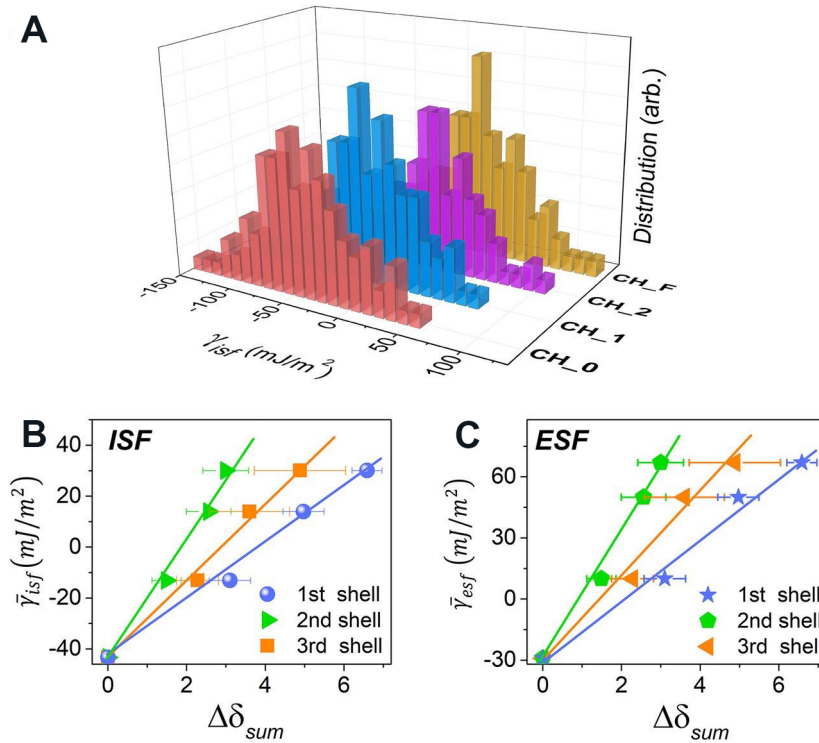 A
Distribution (arb.)
-150
-100
-50
0
50
100
γisf (mJ/m²)
CH_F
CH_2
CH_1
CH_0
B
ISF
40
20
0
-20
-40
γ̄isf (mJ/m²)
1st shell
2nd shell
3rd shell
0
2
4
6
Δδsum
C
ESF
60
30
0
-30
γ̄esf (mJ/m²)
1st shell
2nd shell
3rd shell
0
2
4
6
Δδsum